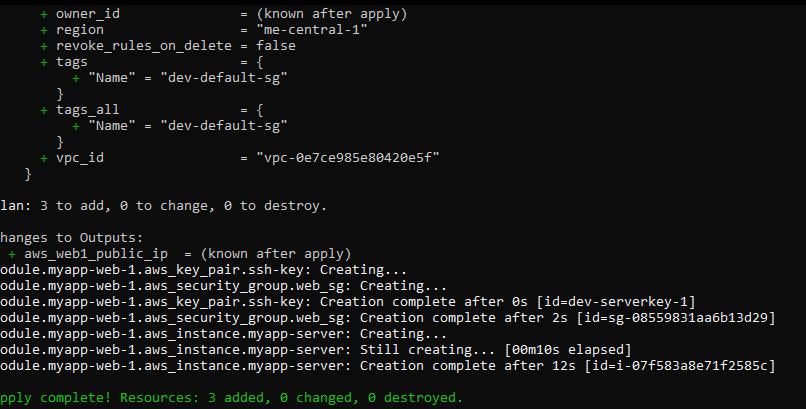 + owner_id = (known after apply)
+ region = "me-central-1"
+ revoke_rules_on_delete = false
+ tags = {
+ "Name" = "dev-default-sg"
}
+ tags_all = {
+ "Name" = "dev-default-sg"
}
+ vpc_id = "vpc-0e7ce985e80420e5f"
}
lan: 3 to add, 0 to change, 0 to destroy.
hanges to Outputs:
+ aws_web1_public_ip = (known after apply)
odule.myapp-web-1.aws_key_pair.ssh-key: Creating...
odule.myapp-web-1.aws_security_group.web_sg: Creating...
odule.myapp-web-1.aws_key_pair.ssh-key: Creation complete after 0s [id=dev-serverkey-1]
odule.myapp-web-1.aws_security_group.web_sg: Creation complete after 2s [id=sg-08559831aa6b13d29]
odule.myapp-web-1.aws_instance.myapp-server: Creating...
odule.myapp-web-1.aws_instance.myapp-server: Still creating... [00m10s elapsed]
odule.myapp-web-1.aws_instance.myapp-server: Creation complete after 12s [id=i-07f583a8e71f2585c]
pply complete! Resources: 3 added, 0 changed, 0 destroyed.